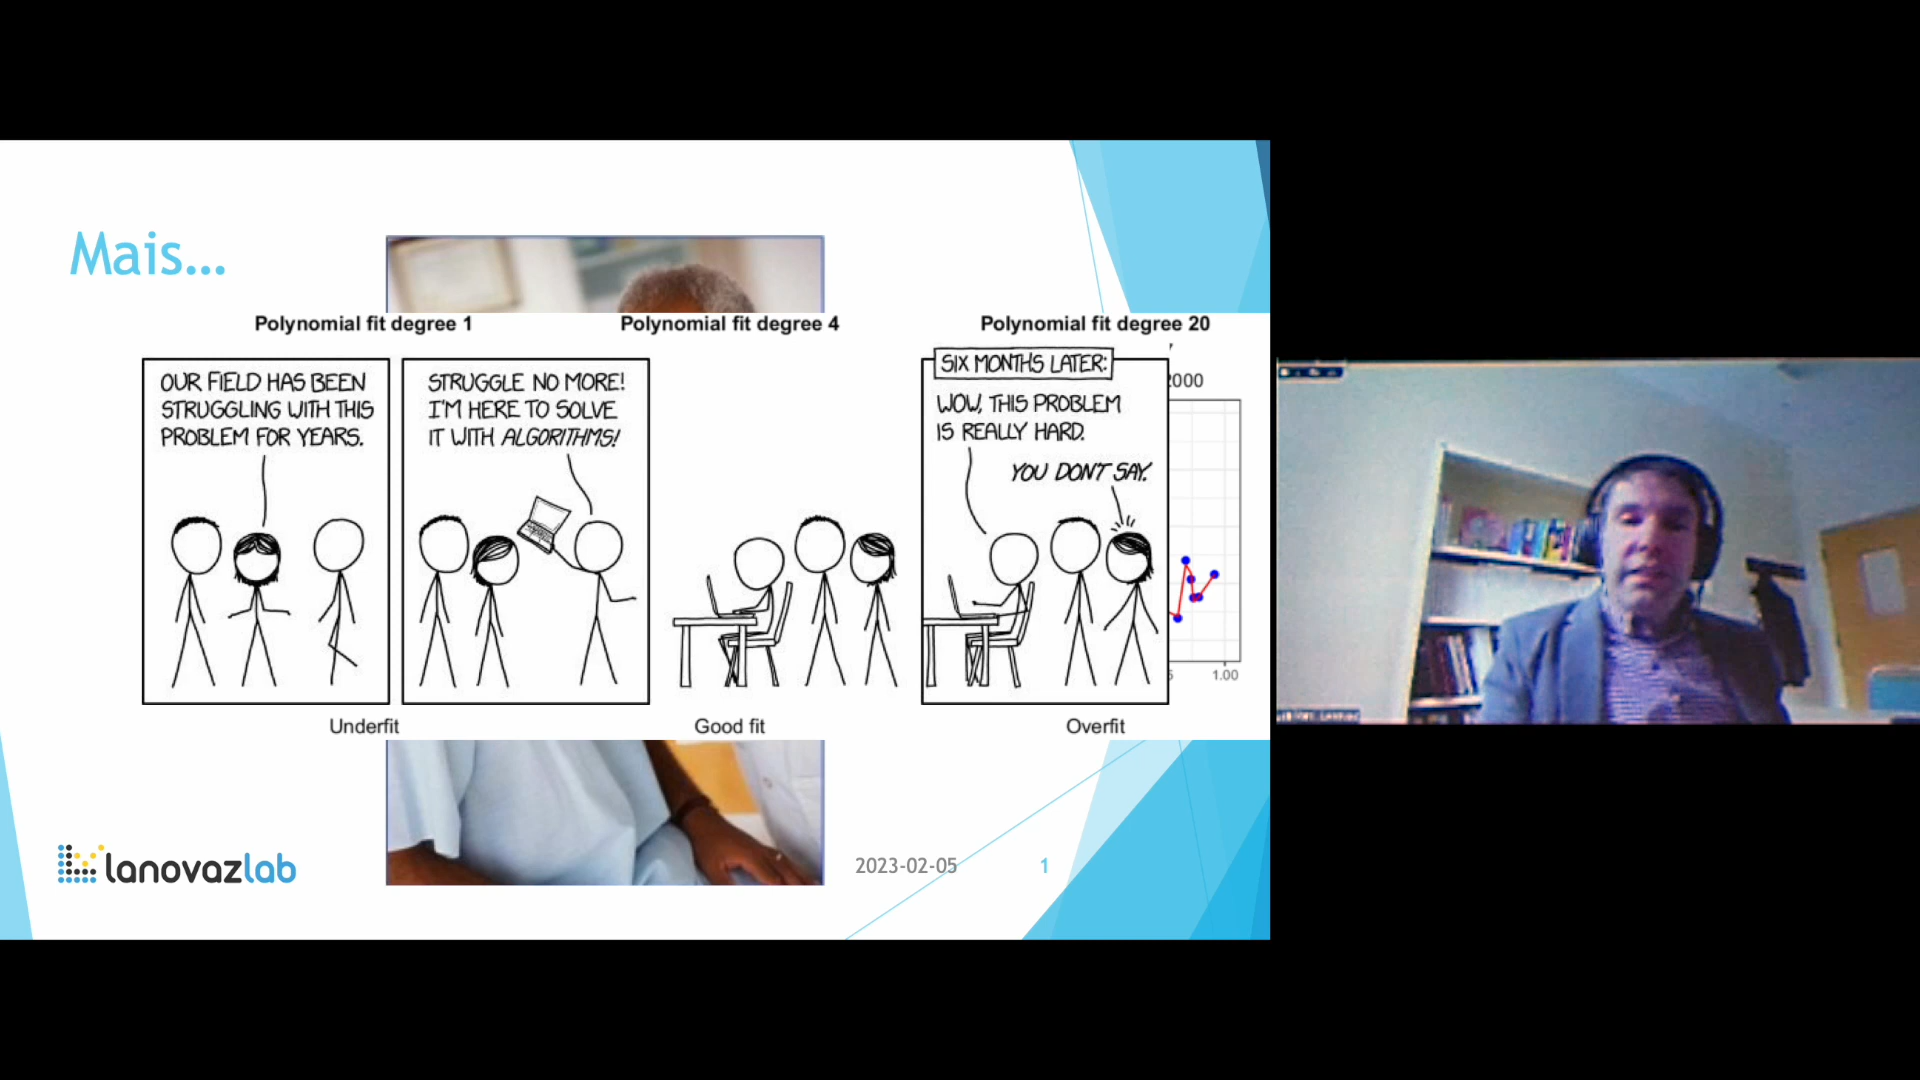 Mais...
Polynomial fit degree 1
Polynomial fit degree 4
Polynomial fit degree 20
OUR FIELD HAS BEEN
STRUGGLING WITH THIS
PROBLEM FOR YEARS.
STRUGGLE NO MORE!
I'M HERE TO SOLVE
IT WITH ALGORITHMS!
SIX MONTHS LATER:
WOW, THIS PROBLEM
IS REALLY HARD.
YOU DON'T SAY.
2000
1.00
Underfit
Good fit
Overfit
lanovazlab
2023-02-05
1